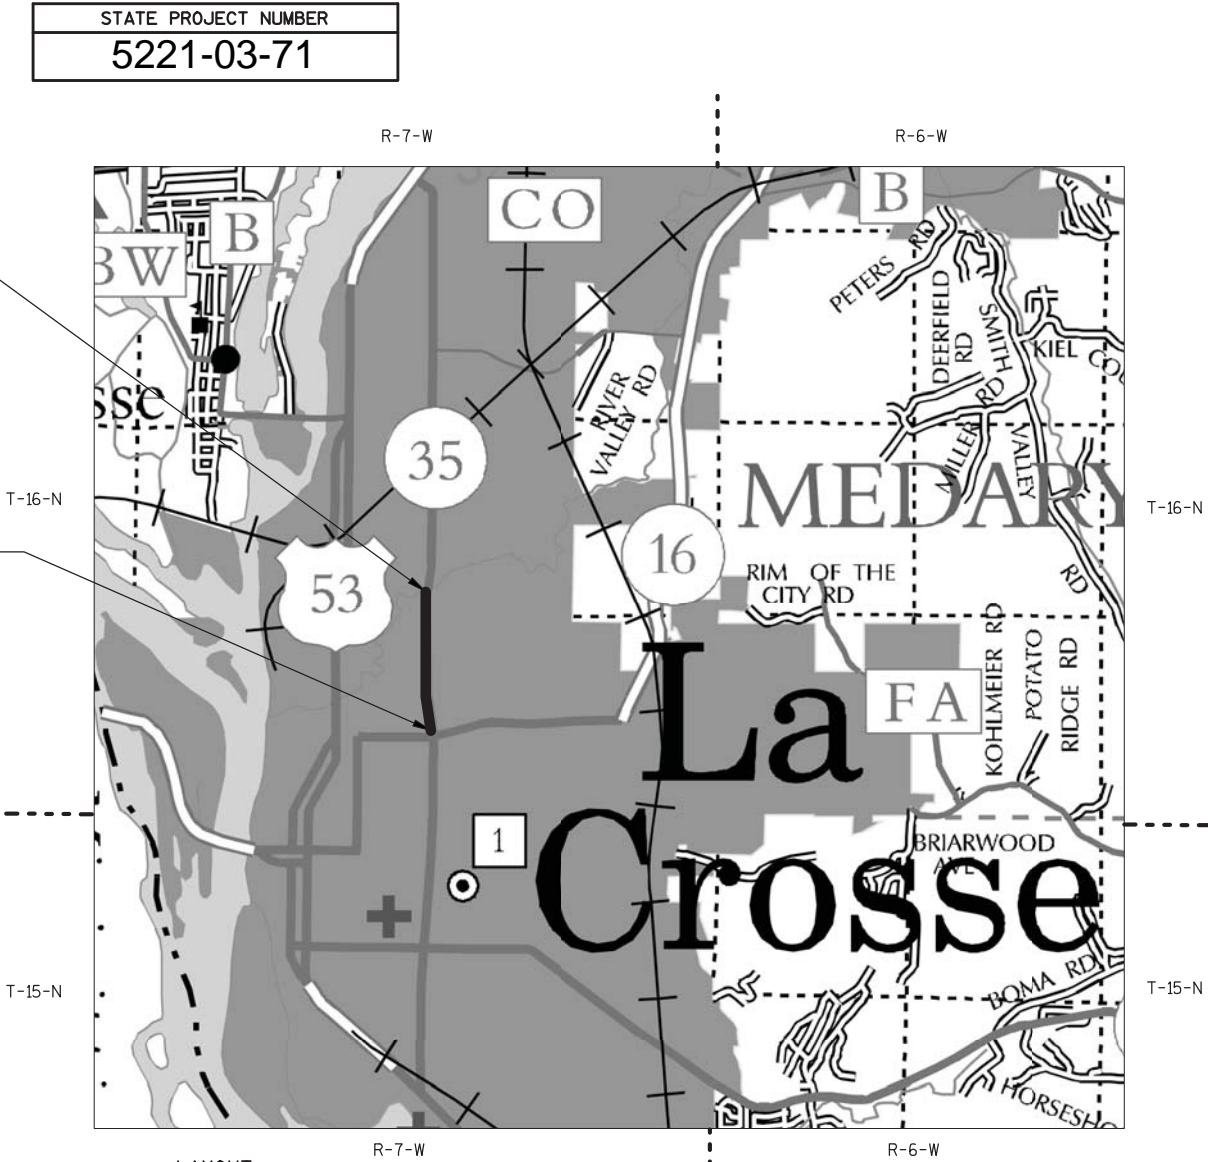 STATE PROJECT NUMBER
5221-03-71
R-7-W
R-6-W
CO
B
B
BW
PETERS RD
DEERFIELD
RD
SMITH
VALLEY
RD
KIEL
COU
RIVER
VALLEY RD
MILLER RD
sse
35
MEDARY
T-16-N
T-16-N
16
53
RIM OF THE
CITY RD
KOHLMEIER RD
POTATO
RIDGE RD
La
FA
1
BRIARWOOD
AVE
Crosse
BOMA RD
T-15-N
T-15-N
HORSESHO
R-7-W
R-6-W